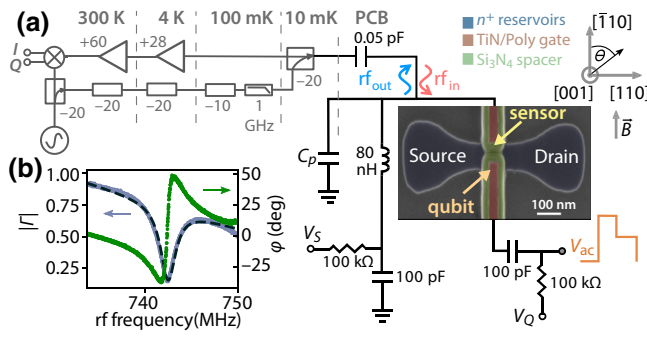 (a) 300 K 4 K 100 mK 10 mK PCB
n⁺ reservoirs
TiN/Poly gate
Si₃N₄ spacer
[1̄10]
θ
[001] [110]
B⃗
I
Q
+60 +28
0.05 pF
rf_out rf_in
−20 −20 −20 −10 1 −20
GHz
sensor
Source Drain
qubit
100 nm
C_p
80
nH
V_S
100 kΩ
100 pF
100 pF
V_ac
100 kΩ
V_Q
(b)
1.00
0.75
0.50
0.25
|Γ|
50
25
0
−25
φ (deg)
740 750
rf frequency(MHz)